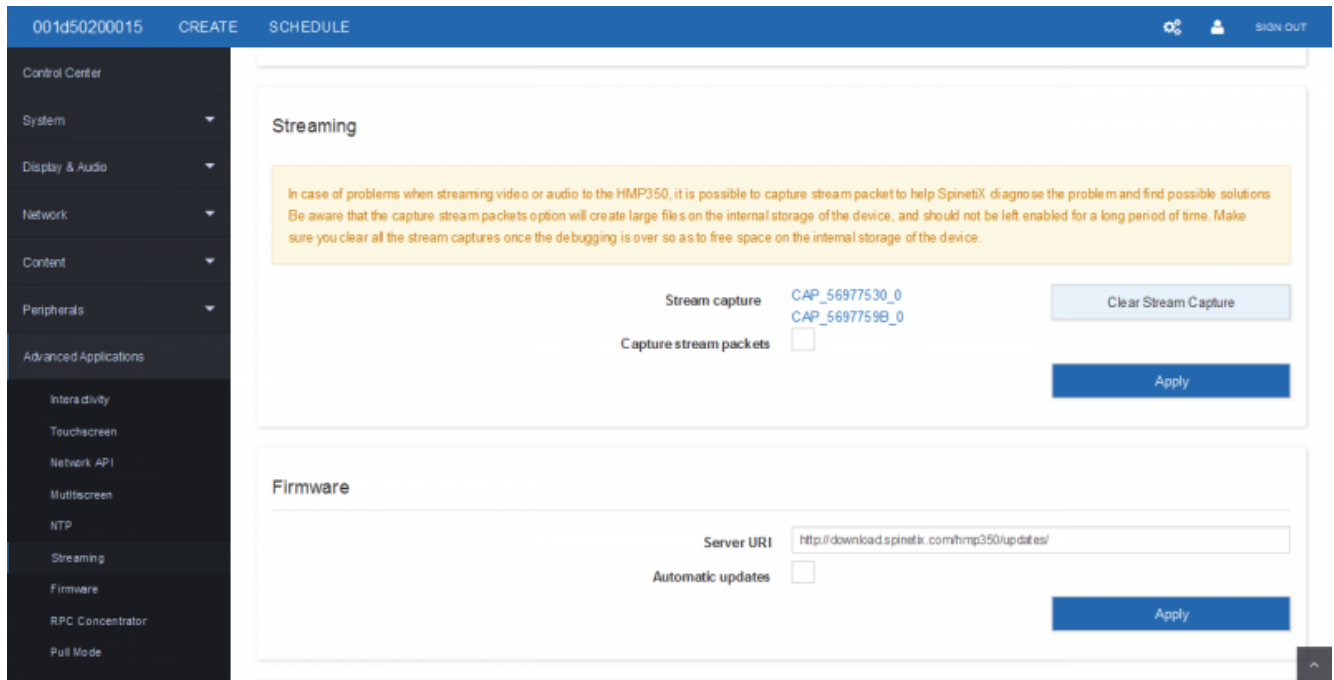 001d50200015 CREATE SCHEDULE SIGN OUT
Control Center
System
Display & Audio
Network
Content
Peripherals
Advanced Applications
Interactivity
Touchscreen
Network API
Multiscreen
NTP
Streaming
Firmware
RPC Concentrator
Pull Mode
Streaming
In case of problems when streaming video or audio to the HMP350, it is possible to capture stream packet to help SpinetiX diagnose the problem and find possible solutions
Be aware that the capture stream packets option will create large files on the internal storage of the device, and should not be left enabled for a long period of time. Make
sure you clear all the stream captures once the debugging is over so as to free space on the internal storage of the device.
Stream capture CAP_56977530_0 Clear Stream Capture
CAP_5697759B_0
Capture stream packets
Apply
Firmware
Server URI http://download.spinetix.com/hmp350/updates/
Automatic updates
Apply